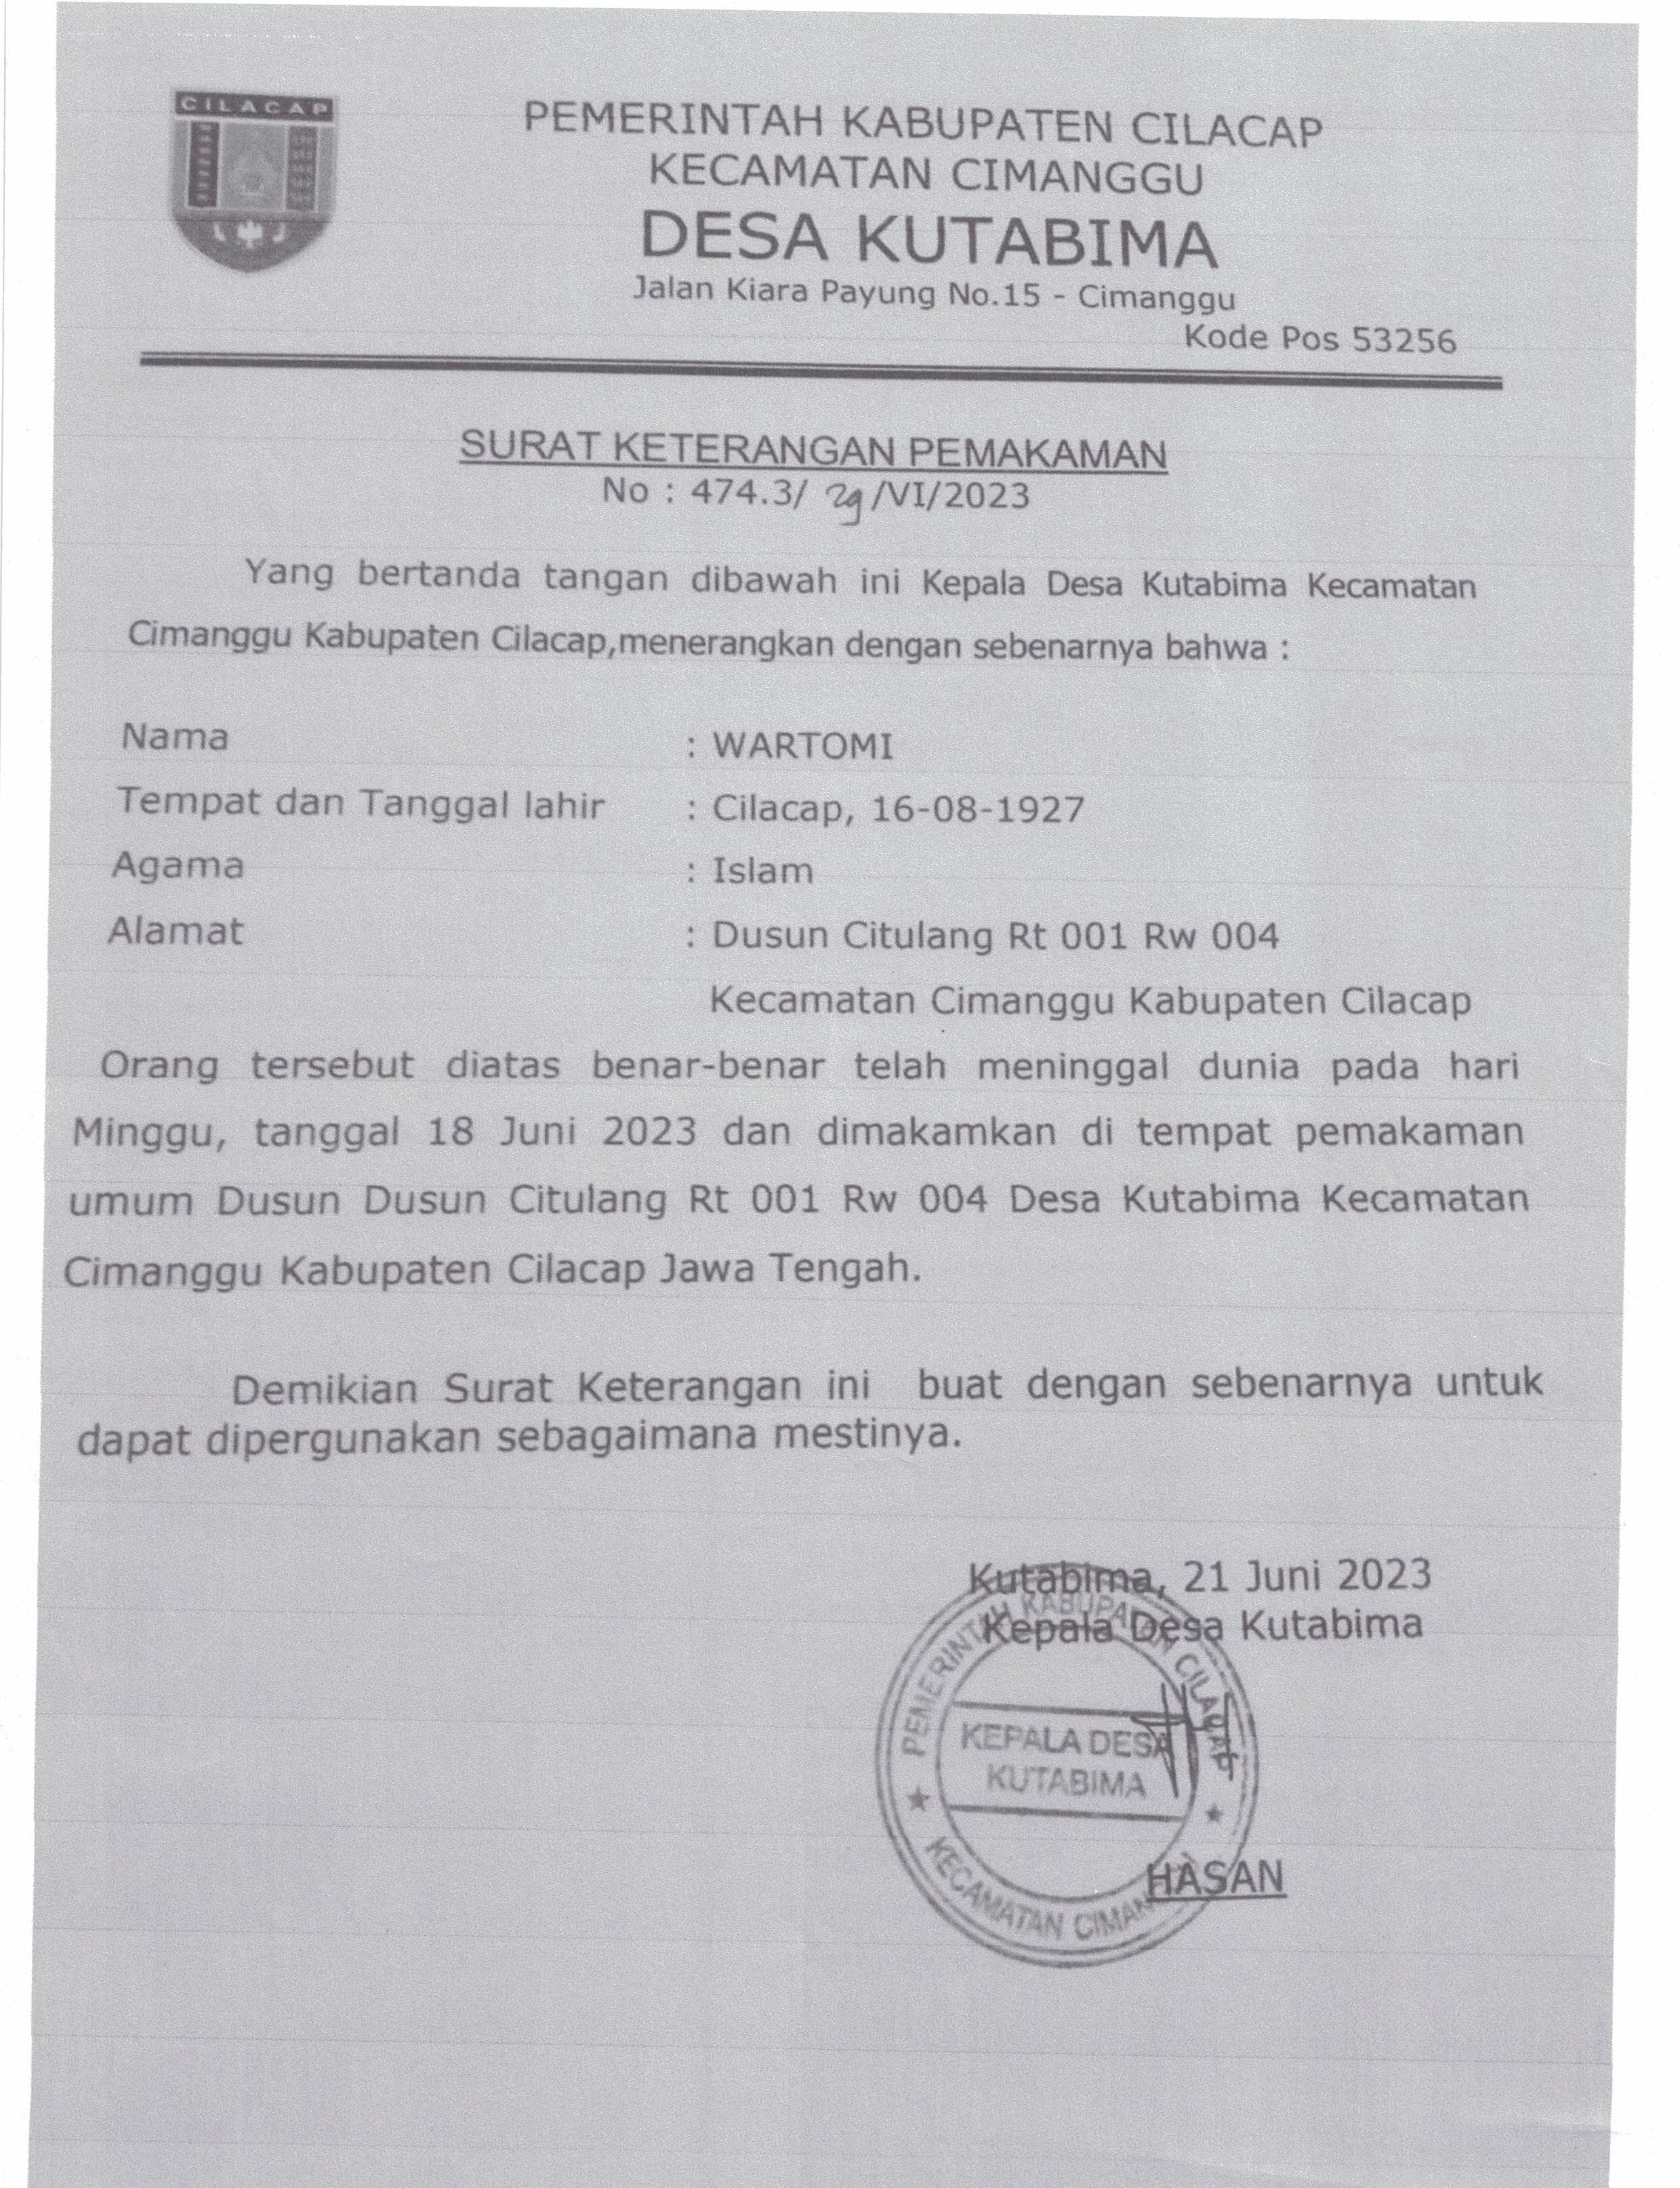 CILACAP
PEMERINTAH KABUPATEN CILACAP
KECAMATAN CIMANGGU
DESA KUTABIMA
Jalan Kiara Payung No.15 - Cimanggu
Kode Pos 53256
SURAT KETERANGAN PEMAKAMAN
No : 474.3/ 29 /VI/2023
Yang bertanda tangan dibawah ini Kepala Desa Kutabima Kecamatan
Cimanggu Kabupaten Cilacap,menerangkan dengan sebenarnya bahwa :
Nama : WARTOMI
Tempat dan Tanggal lahir : Cilacap, 16-08-1927
Agama : Islam
Alamat : Dusun Citulang Rt 001 Rw 004
Kecamatan Cimanggu Kabupaten Cilacap
Orang tersebut diatas benar-benar telah meninggal dunia pada hari
Minggu, tanggal 18 Juni 2023 dan dimakamkan di tempat pemakaman
umum Dusun Dusun Citulang Rt 001 Rw 004 Desa Kutabima Kecamatan
Cimanggu Kabupaten Cilacap Jawa Tengah.
Demikian Surat Keterangan ini buat dengan sebenarnya untuk
dapat dipergunakan sebagaimana mestinya.
Kutabima, 21 Juni 2023
Kepala Desa Kutabima
PEMERINTAH KABUPATEN CILACAP
KEPALA DESA
KUTABIMA
KECAMATAN
HASAN